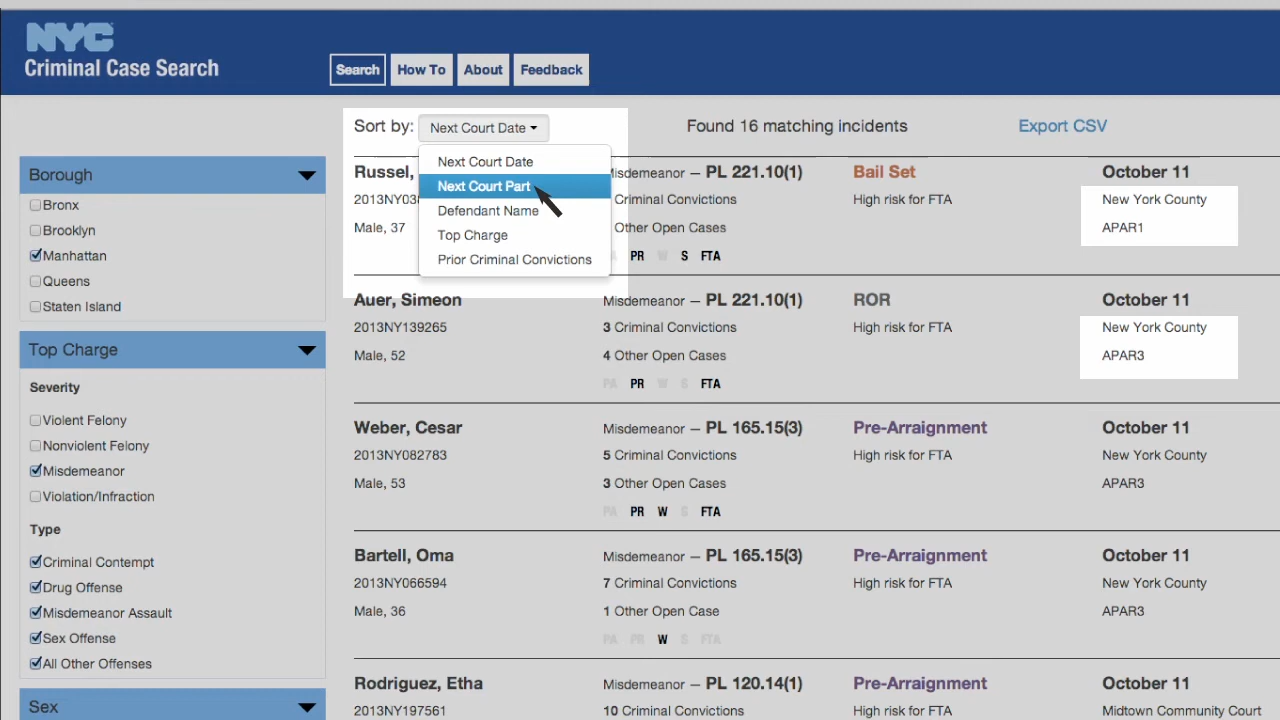 NYC
Criminal Case Search
Search How To About Feedback
Sort by: Next Court Date
Found 16 matching incidents
Export CSV
Next Court Date
Next Court Part
Defendant Name
Top Charge
Prior Criminal Convictions
Borough
Bronx
Brooklyn
Manhattan
Queens
Staten Island
Top Charge
Severity
Violent Felony
Nonviolent Felony
Misdemeanor
Violation/Infraction
Type
Criminal Contempt
Drug Offense
Misdemeanor Assault
Sex Offense
All Other Offenses
Sex
Russel, Misdemeanor — PL 221.10(1) Bail Set October 11
Criminal Convictions High risk for FTA New York County
Male, 37 Other Open Cases APAR1
PR W S FTA
Auer, Simeon Misdemeanor — PL 221.10(1) ROR October 11
2013NY139265 3 Criminal Convictions High risk for FTA New York County
Male, 52 4 Other Open Cases APAR3
PA PR W S FTA
Weber, Cesar Misdemeanor — PL 165.15(3) Pre-Arraignment October 11
2013NY082783 5 Criminal Convictions High risk for FTA New York County
Male, 53 3 Other Open Cases APAR3
PA PR W S FTA
Bartell, Oma Misdemeanor — PL 165.15(3) Pre-Arraignment October 11
2013NY066594 7 Criminal Convictions High risk for FTA New York County
Male, 36 1 Other Open Case APAR3
PA PR W S FTA
Rodriguez, Etha Misdemeanor — PL 120.14(1) Pre-Arraignment October 11
2013NY197561 10 Criminal Convictions High risk for FTA Midtown Community Court